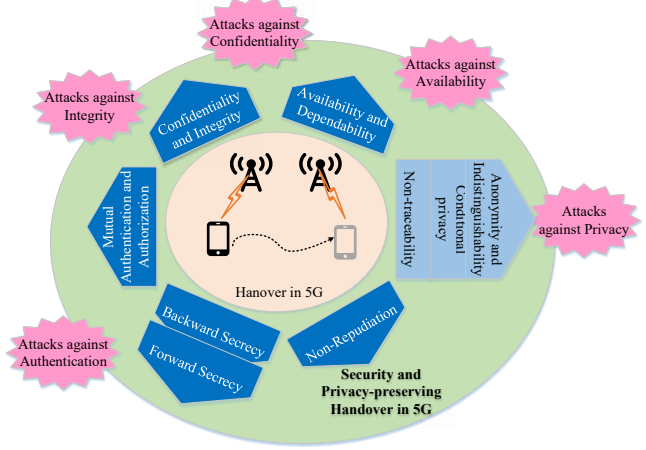 Attacks against
Confidentiality
Attacks against
Availability
Attacks against
Integrity
Confidentiality
and Integrity
Availability and
Dependability
Mutual
Authentication and
Authorization
Non-traceability
Conditional
privacy
Anonymity and
Indistinguishability
Attacks
against Privacy
Hanover in 5G
Backward Secrecy
Forward Secrecy
Non-Repudiation
Attacks against
Authentication
Security and
Privacy-preserving
Handover in 5G